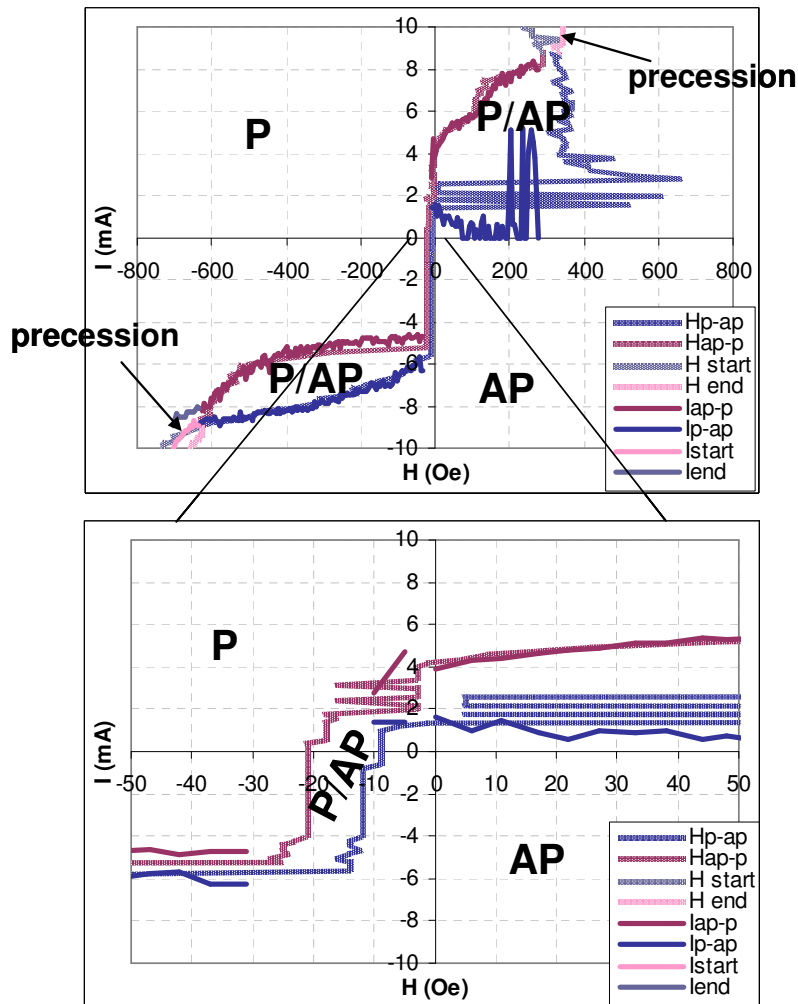 10
8
6
4
2
0
-2
-4
-6
-8
-10
I (mA)
-800 -600 -400 -200 0 200 400 600 800
H (Oe)
precession
P
P/AP
precession
P/AP
AP
Hp-ap
Hap-p
H start
H end
Iap-p
Ip-ap
Istart
Iend
10
8
6
4
2
0
-2
-4
-6
-8
-10
I (mA)
-50 -40 -30 -20 -10 0 10 20 30 40 50
H (Oe)
P
P/AP
AP
Hp-ap
Hap-p
H start
H end
Iap-p
Ip-ap
Istart
Iend